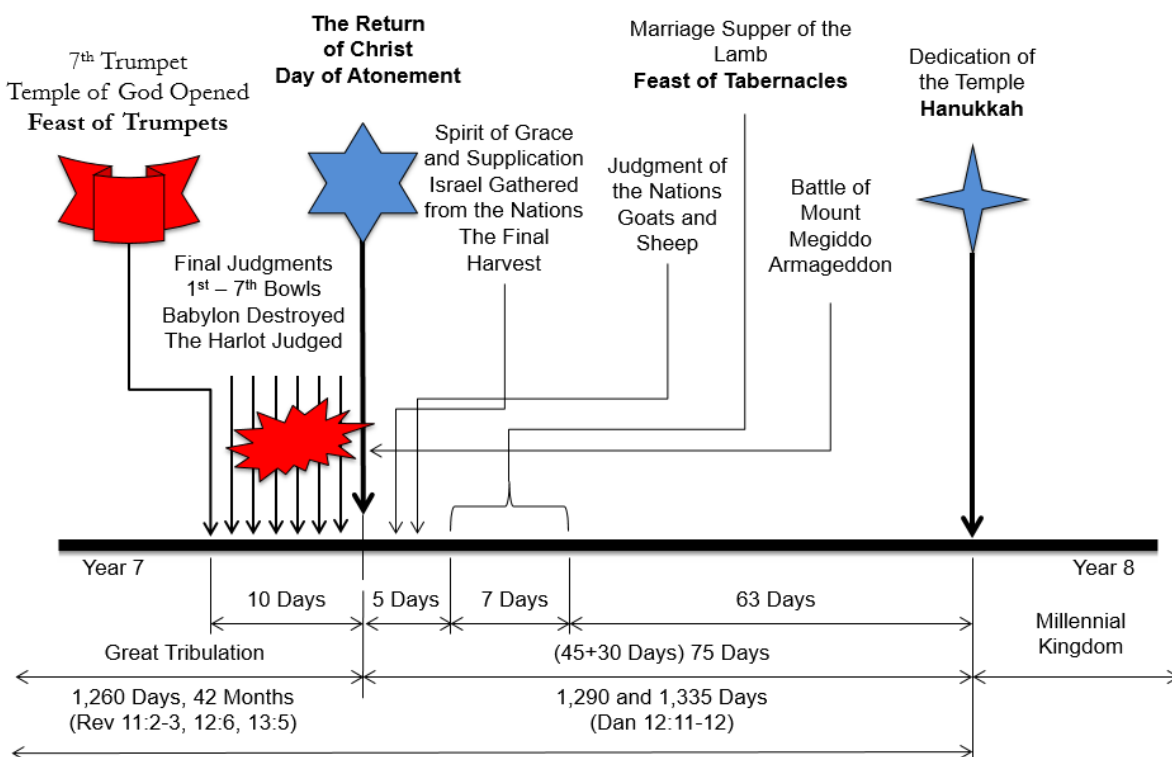 7th Trumpet
Temple of God Opened
Feast of Trumpets
The Return
of Christ
Day of Atonement
Final Judgments
1st – 7th Bowls
Babylon Destroyed
The Harlot Judged
Spirit of Grace
and Supplication
Israel Gathered
from the Nations
The Final
Harvest
Marriage Supper of the
Lamb
Feast of Tabernacles
Judgment of
the Nations
Goats and
Sheep
Battle of
Mount
Megiddo
Armageddon
Dedication of
the Temple
Hanukkah
Year 7
Year 8
10 Days
5 Days
7 Days
63 Days
Great Tribulation
(45+30 Days) 75 Days
Millennial
Kingdom
1,260 Days, 42 Months
(Rev 11:2-3, 12:6, 13:5)
1,290 and 1,335 Days
(Dan 12:11-12)